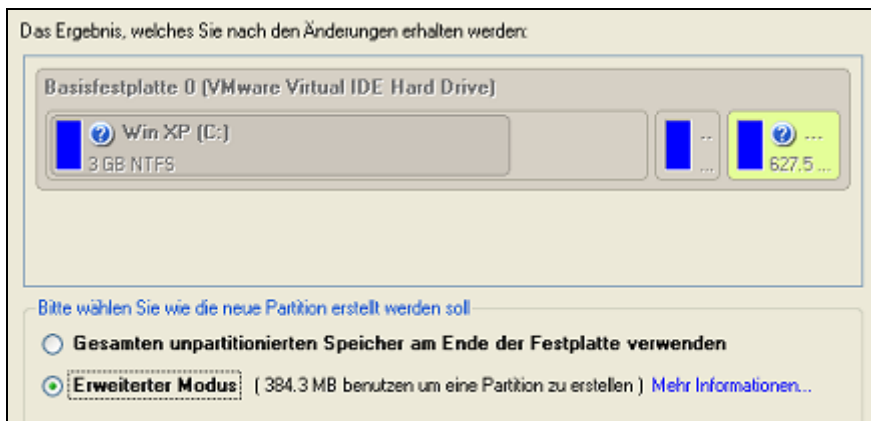 Das Ergebnis, welches Sie nach den Änderungen erhalten werden:
Basisfestplatte 0 (VMware Virtual IDE Hard Drive)
Win XP (C:)
3 GB NTFS
..
...
...
627.5 ...
Bitte wählen Sie wie die neue Partition erstellt werden soll
Gesamten unpartitionierten Speicher am Ende der Festplatte verwenden
Erweiterter Modus ( 384.3 MB benutzen um eine Partition zu erstellen ) Mehr Informationen...